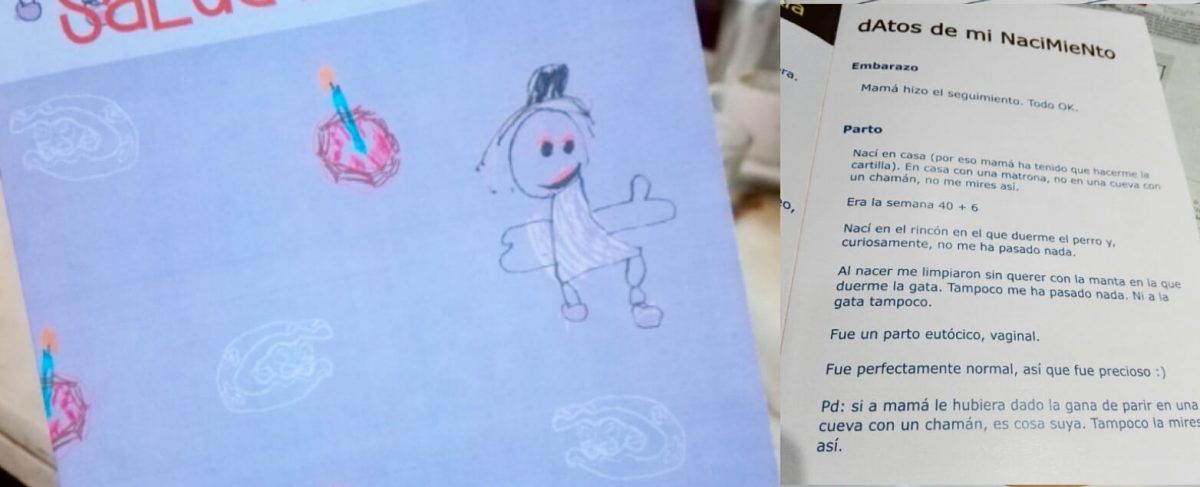 SaLu
dAtos de mi NaciMieNto
Embarazo
Mamá hizo el seguimiento. Todo OK.
Parto
Nací en casa (por eso mamá ha tenido que hacerme la
cartilla). En casa con una matrona, no en una cueva con
un chamán, no me mires así.
Era la semana 40 + 6
Nací en el rincón en el que duerme el perro y,
curiosamente, no me ha pasado nada.
Al nacer me limpiaron sin querer con la manta en la que
duerme la gata. Tampoco me ha pasado nada. Ni a la
gata tampoco.
Fue un parto eutócico, vaginal.
Fue perfectamente normal, así que fue precioso :)
Pd: si a mamá le hubiera dado la gana de parir en una
cueva con un chamán, es cosa suya. Tampoco la mires
así.